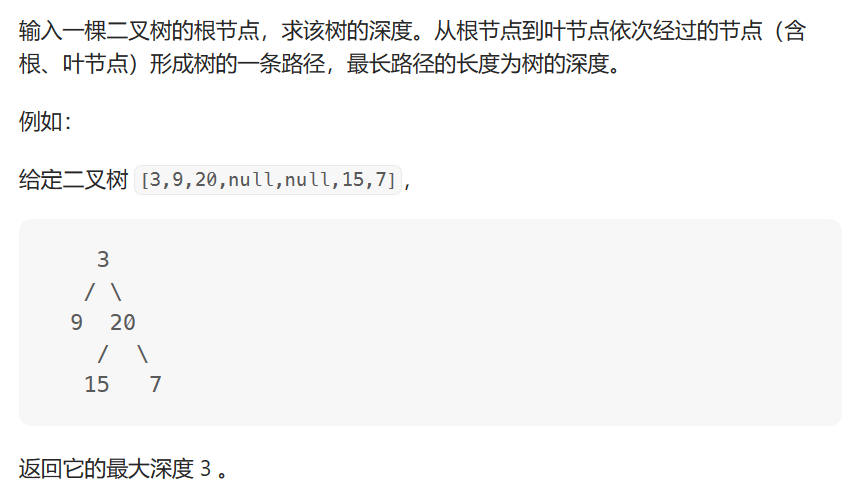 输入一棵二叉树的根节点，求该树的深度。从根节点到叶节点依次经过的节点（含
根、叶节点）形成树的一条路径，最长路径的长度为树的深度。
例如：
给定二叉树 [3,9,20,null,null,15,7]，
3
/ \
9  20
/  \
15   7
返回它的最大深度 3 。